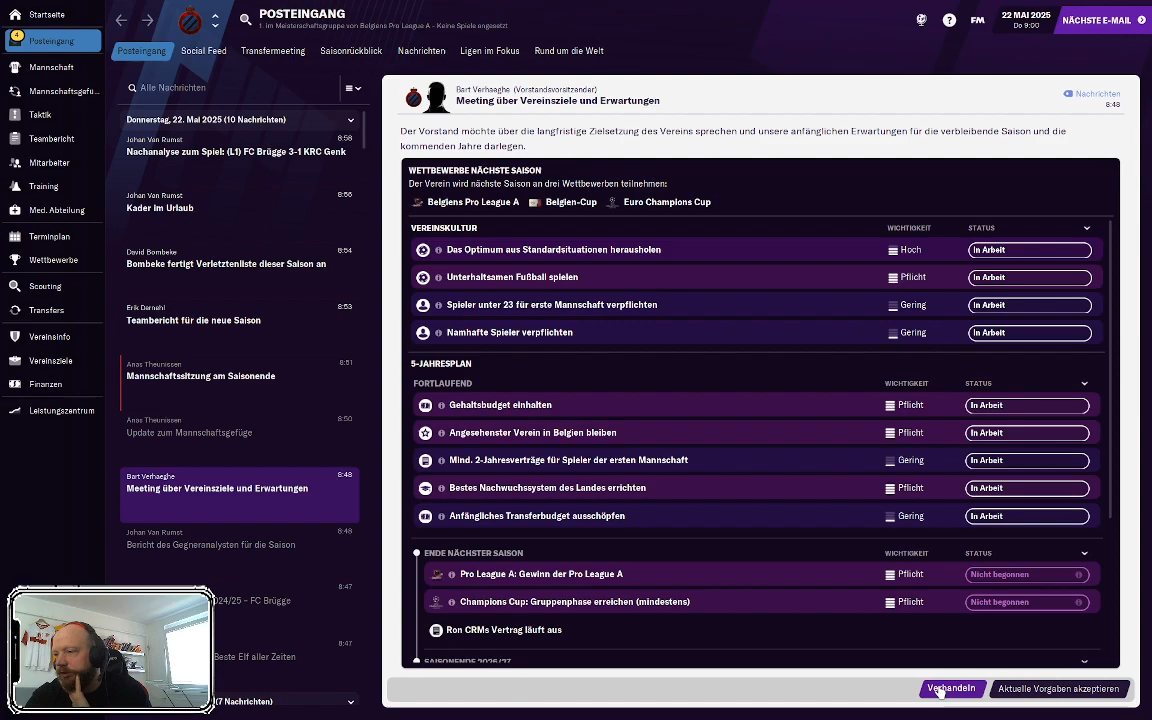 Startseite
Posteingang
4
Mannschaft
Mannschaftsgefü...
Taktik
Teambericht
Mitarbeiter
Training
Med. Abteilung
Terminplan
Wettbewerbe
Scouting
Transfers
Vereinsinfo
Vereinsziele
Finanzen
Leistungszentrum
POSTEINGANG
1. Im Meisterschaftsgruppe von Belgiens Pro League A - Keine Spiele angesetzt
FM
22 MAI 2025
Do 9:00
NÄCHSTE E-MAIL
Posteingang
Social Feed
Transfermeeting
Saisonrückblick
Nachrichten
Ligen im Fokus
Rund um die Welt
Alle Nachrichten
Donnerstag, 22. Mai 2025 (10 Nachrichten)
Johan Van Rumst 8:58
Nachanalyse zum Spiel: (L1) FC Brügge 3-1 KRC Genk
Johan Van Rumst 8:56
Kader im Urlaub
David Bombeke 8:54
Bombeke fertigt Verletztenliste dieser Saison an
Erik Dernehl 8:53
Teambericht für die neue Saison
Anas Theunissen 8:51
Mannschaftssitzung am Saisonende
Anas Theunissen 8:50
Update zum Mannschaftsgefüge
Bart Verhaeghe 8:48
Meeting über Vereinsziele und Erwartungen
Johan Van Rumst 8:48
Bericht des Gegneranalysten für die Saison
8:47
24/25 – FC Brügge
8:47
Beste Elf aller Zeiten
(7 Nachrichten)
Bart Verhaeghe (Vorstandsvorsitzender)
Meeting über Vereinsziele und Erwartungen
Nachrichten
8:48
Der Vorstand möchte über die langfristige Zielsetzung des Vereins sprechen und unsere anfänglichen Erwartungen für die verbleibende Saison und die
kommenden Jahre darlegen.
WETTBEWERBE NÄCHSTE SAISON
Der Verein wird nächste Saison an drei Wettbewerben teilnehmen:
Belgiens Pro League A Belgien-Cup Euro Champions Cup
VEREINSKULTUR WICHTIGKEIT STATUS
Das Optimum aus Standardsituationen herausholen Hoch In Arbeit
Unterhaltsamen Fußball spielen Pflicht In Arbeit
Spieler unter 23 für erste Mannschaft verpflichten Gering In Arbeit
Namhafte Spieler verpflichten Gering In Arbeit
5-JAHRESPLAN
FORTLAUFEND WICHTIGKEIT STATUS
Gehaltsbudget einhalten Pflicht In Arbeit
Angesehenster Verein in Belgien bleiben Pflicht In Arbeit
Mind. 2-Jahresverträge für Spieler der ersten Mannschaft Gering In Arbeit
Bestes Nachwuchssystem des Landes errichten Pflicht In Arbeit
Anfängliches Transferbudget ausschöpfen Gering In Arbeit
ENDE NÄCHSTER SAISON WICHTIGKEIT STATUS
Pro League A: Gewinn der Pro League A Pflicht Nicht begonnen
Champions Cup: Gruppenphase erreichen (mindestens) Pflicht Nicht begonnen
Ron CRMs Vertrag läuft aus
SAISONENDE 2026/27
Verhandeln
Aktuelle Vorgaben akzeptieren